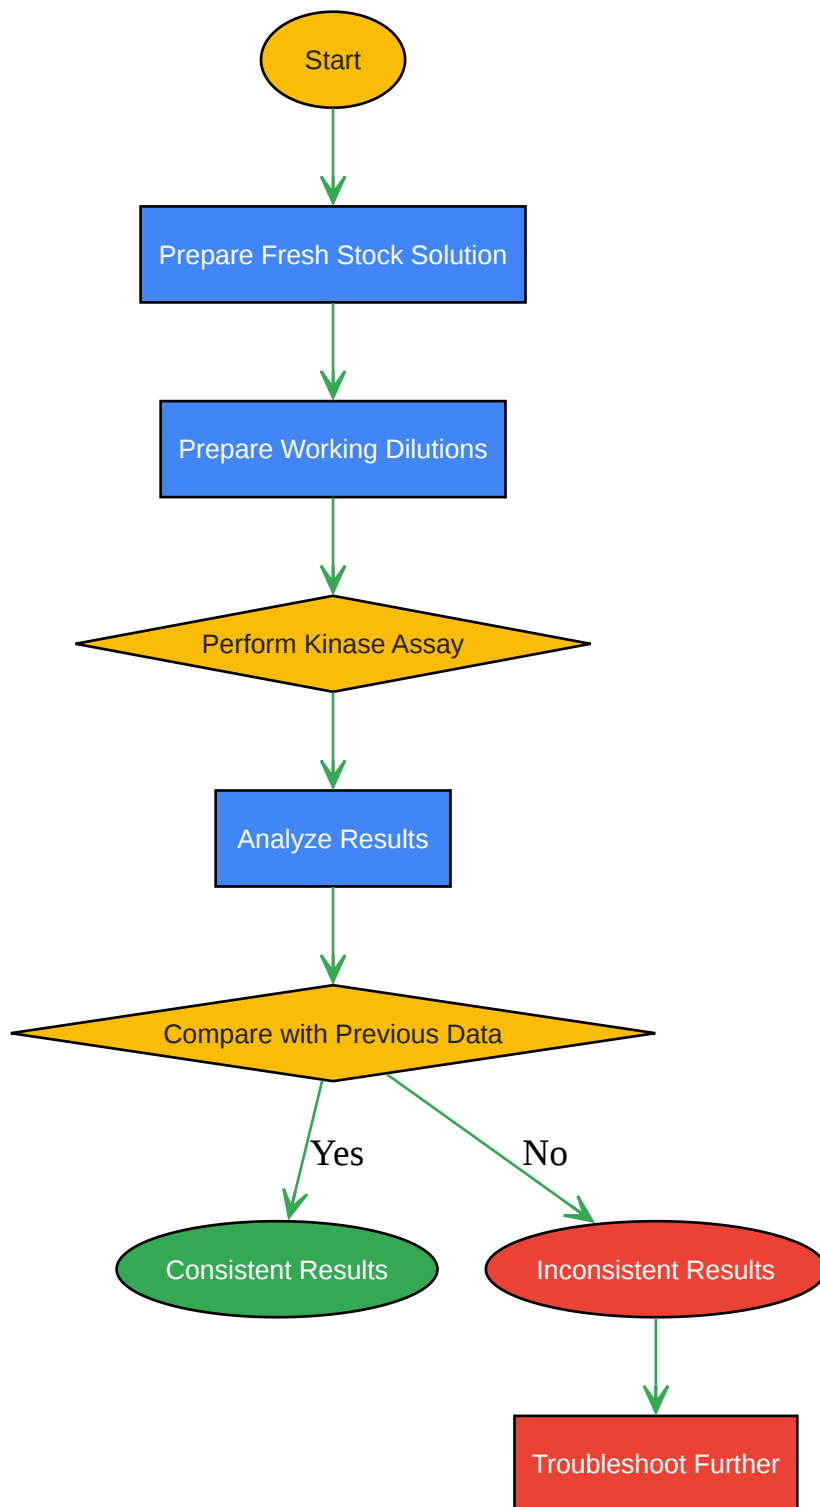 Start
Prepare Fresh Stock Solution
Prepare Working Dilutions
Perform Kinase Assay
Analyze Results
Compare with Previous Data
Yes
No
Consistent Results
Inconsistent Results
Troubleshoot Further